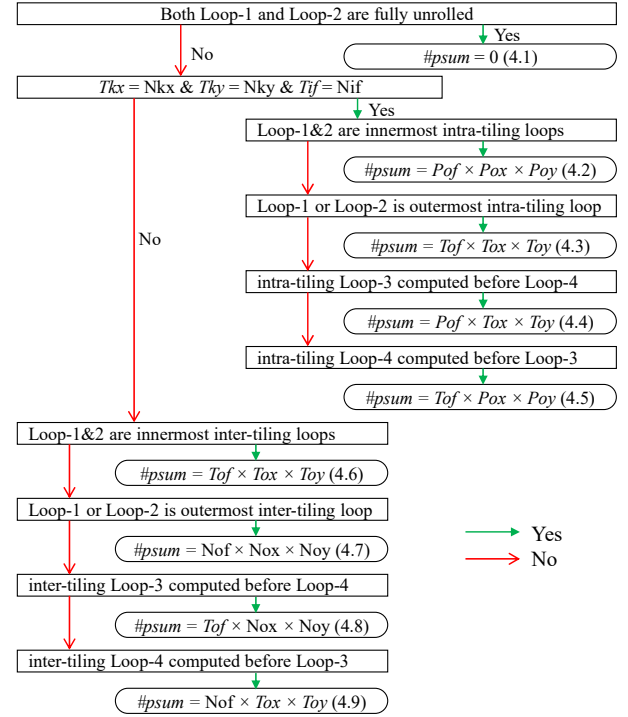 Both Loop-1 and Loop-2 are fully unrolled
Yes
No
#psum = 0 (4.1)
Tkx = Nkx & Tky = Nky & Tif = Nif
Yes
Loop-1&2 are innermost intra-tiling loops
#psum = Pof × Pox × Poy (4.2)
Loop-1 or Loop-2 is outermost intra-tiling loop
No
#psum = Tof × Tox × Toy (4.3)
intra-tiling Loop-3 computed before Loop-4
#psum = Pof × Tox × Toy (4.4)
intra-tiling Loop-4 computed before Loop-3
#psum = Tof × Pox × Poy (4.5)
Loop-1&2 are innermost inter-tiling loops
#psum = Tof × Tox × Toy (4.6)
Loop-1 or Loop-2 is outermost inter-tiling loop
#psum = Nof × Nox × Noy (4.7)
inter-tiling Loop-3 computed before Loop-4
#psum = Tof × Nox × Noy (4.8)
inter-tiling Loop-4 computed before Loop-3
#psum = Nof × Tox × Toy (4.9)
Yes
No